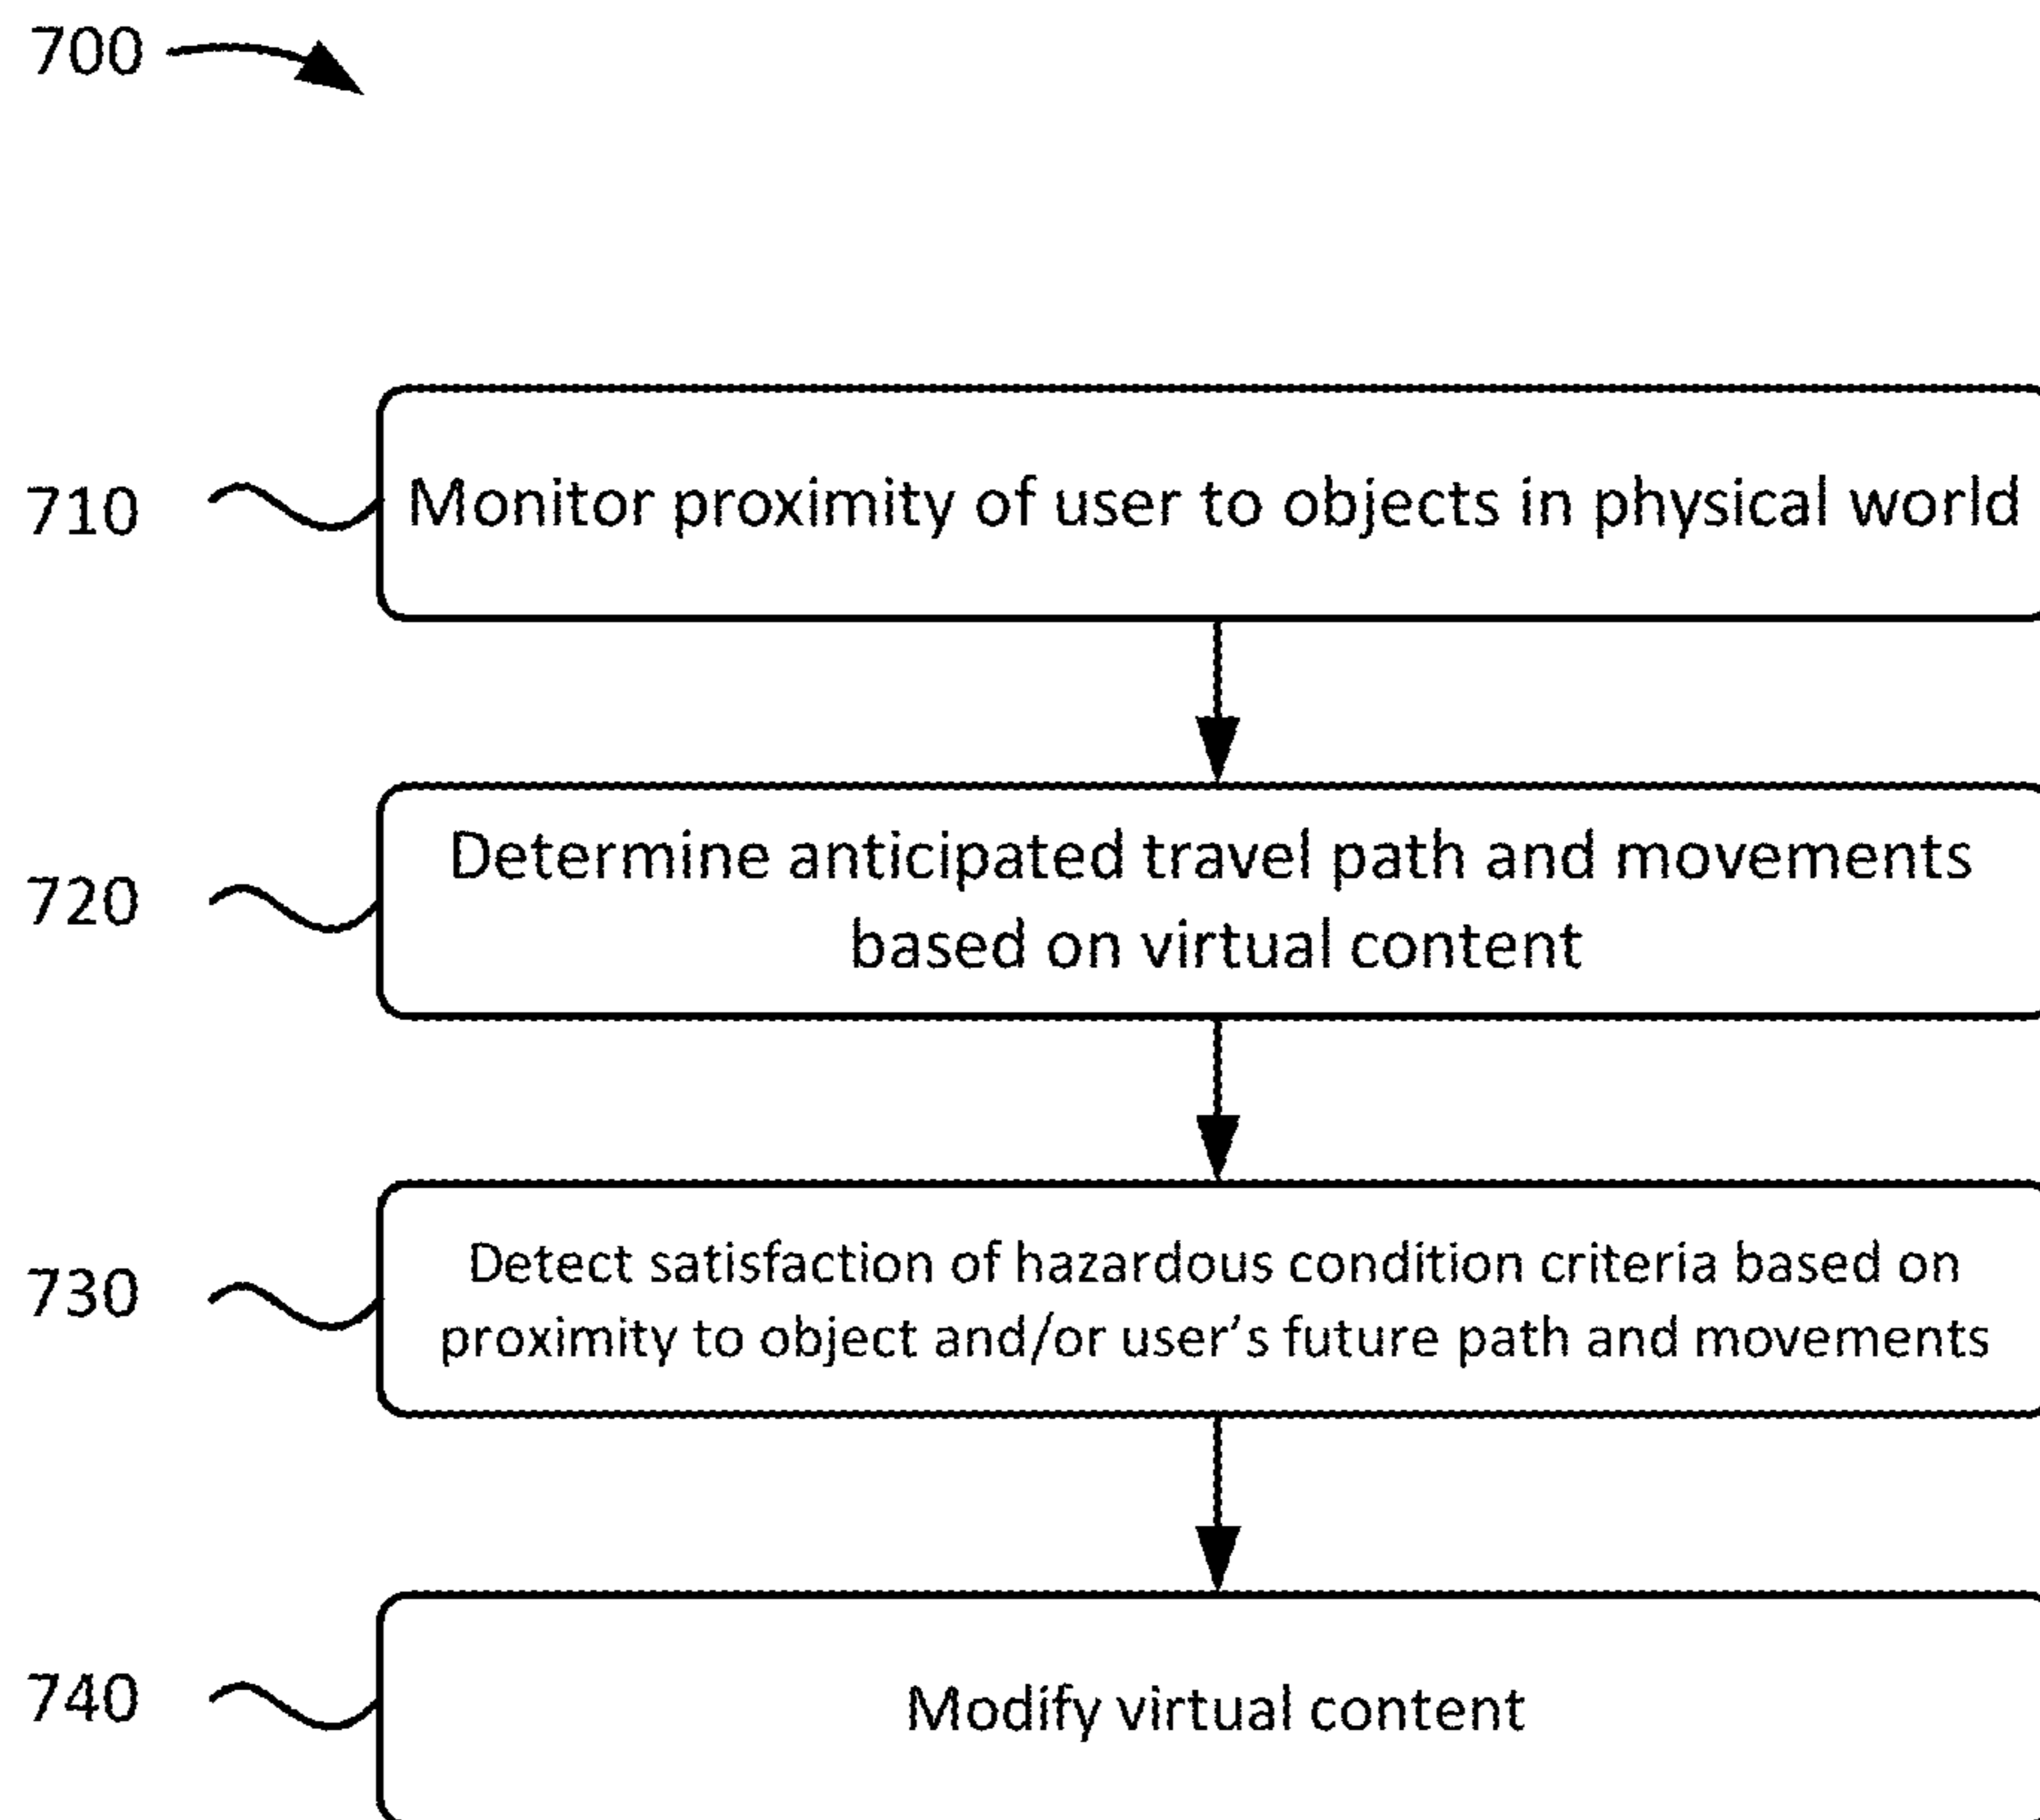 700
710
Monitor proximity of user to objects in physical world
720
Determine anticipated travel path and movements
based on virtual content
730
Detect satisfaction of hazardous condition criteria based on
proximity to object and/or user's future path and movements
740
Modify virtual content